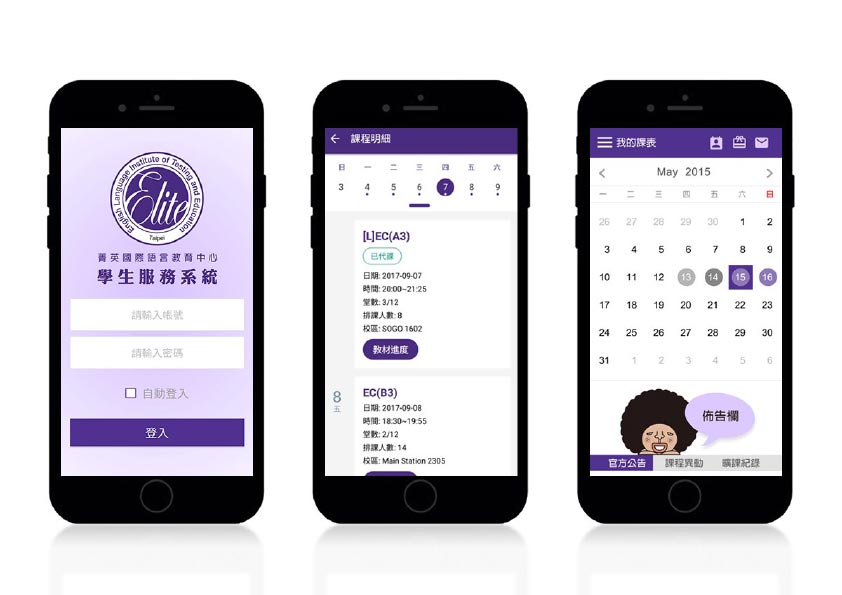 English Language Institute of Testing and Education
Elite
Taipei
菁英國際語言教育中心
學生服務系統
請輸入帳號
請輸入密碼
自動登入
登入
課程明細
日 一 二 三 四 五 六
3 4 5 6 7 8 9
[L]EC(A3)
已代課
日期: 2017-09-07
時間: 20:00~21:25
堂數: 3/12
排課人數: 8
校區: SOGO 1602
教材進度
8
五
EC(B3)
日期: 2017-09-08
時間: 18:30~19:55
堂數: 2/12
排課人數: 14
校區: Main Station 2305
我的課表
May 2015
一 二 三 四 五 六 日
26 27 28 29 30 1 2
3 4 5 6 7 8 9
10 11 12 13 14 15 16
17 18 19 20 21 22 23
24 25 26 27 28 29 30
31 1 2 3 4 5 6
佈告欄
官方公告 課程異動 曠課紀錄